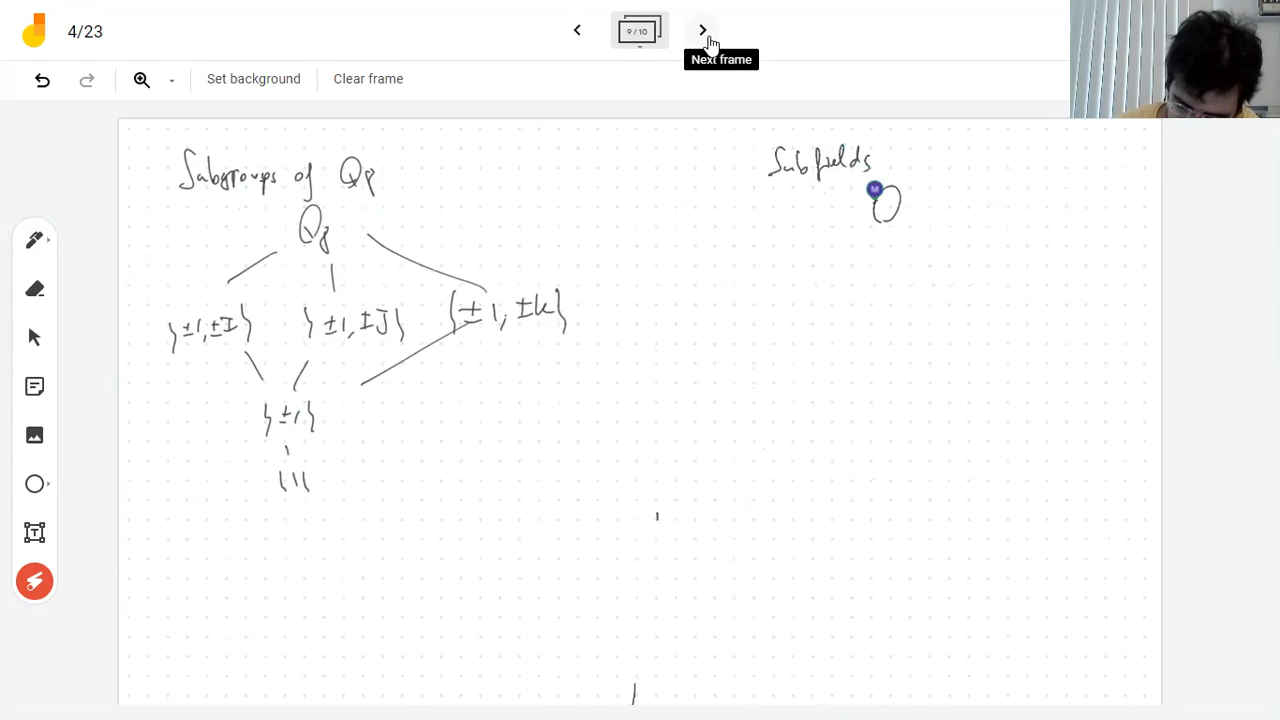 4/23
9 / 10
Next frame
Set background
Clear frame
Subgroups of Q8
Subfields
M
Q8
{±1,±I}
{±1,±J}
{±1, ±k}
{±1}
{1}
T